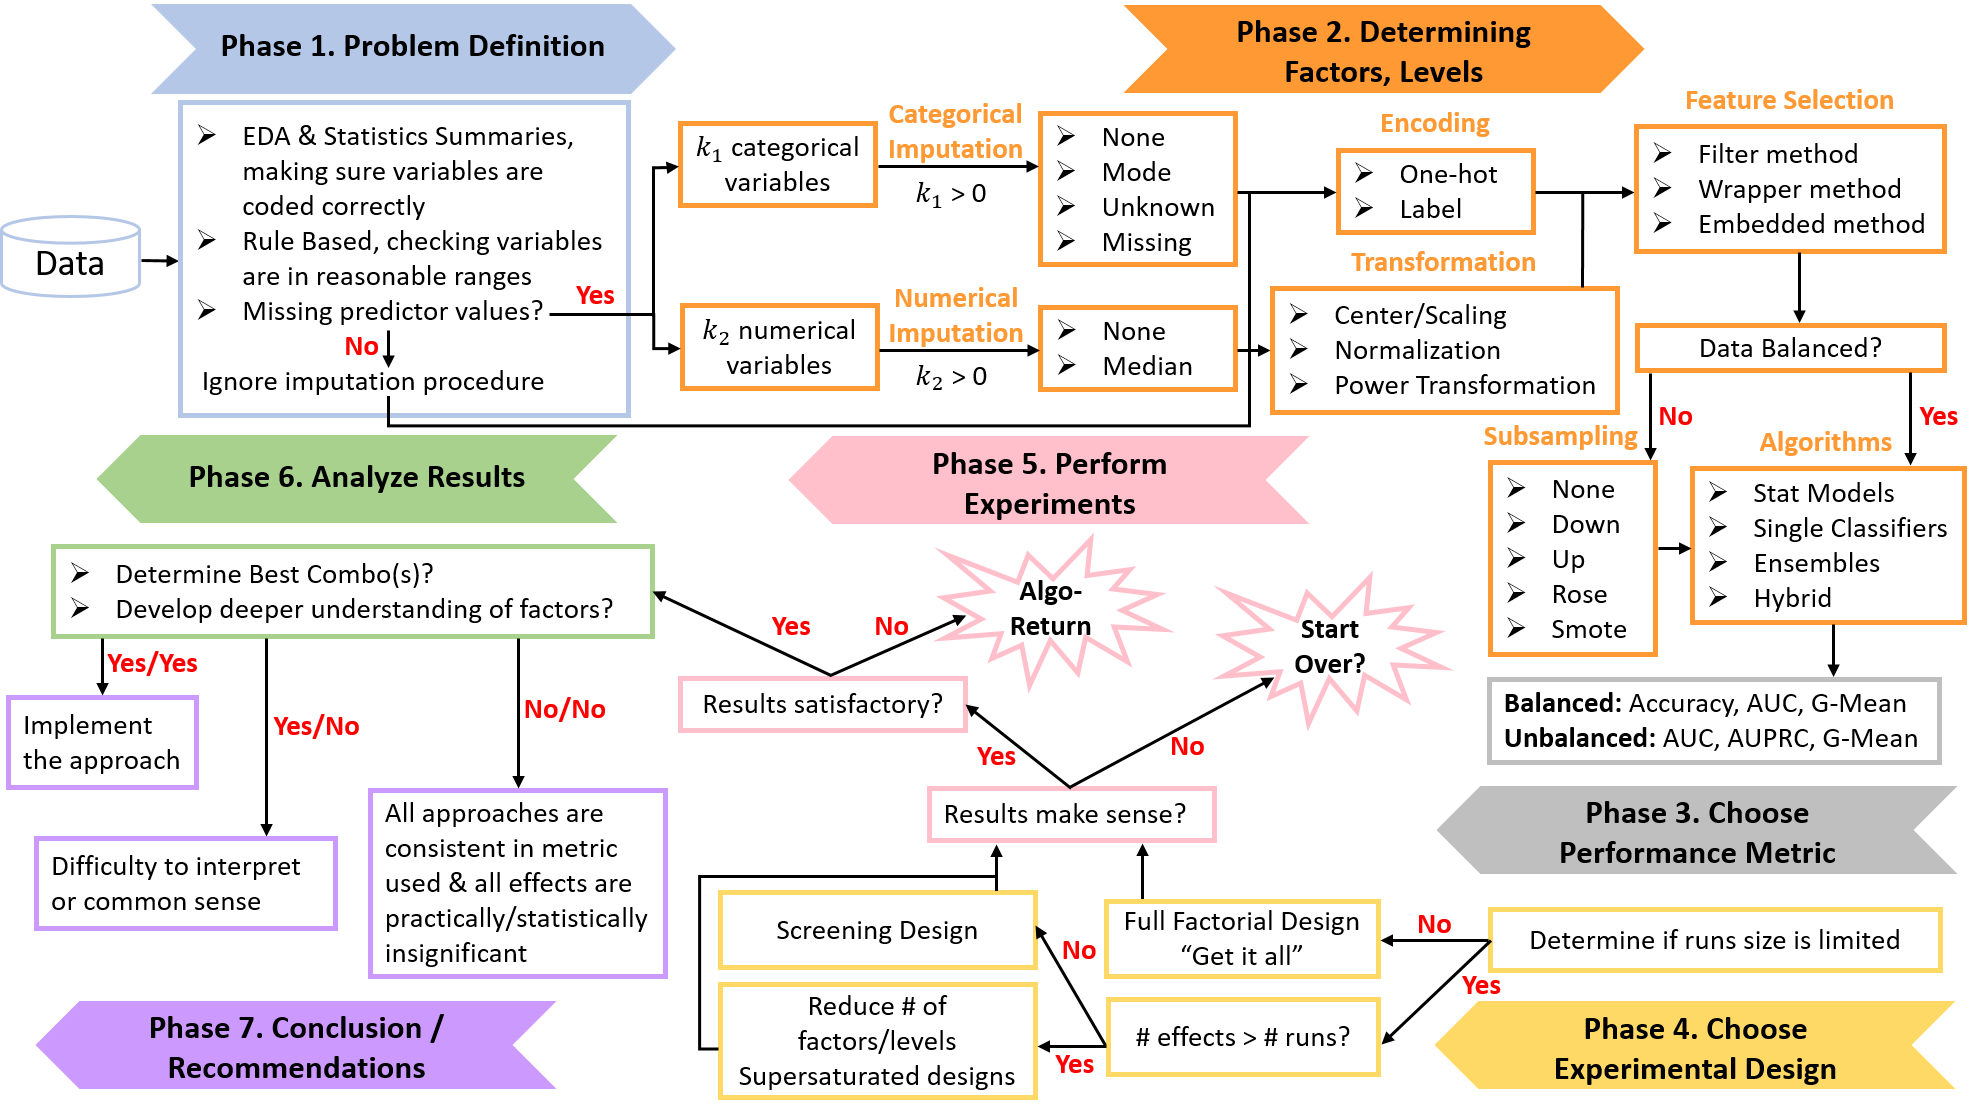 Phase 1. Problem Definition
Data
EDA & Statistics Summaries,
making sure variables are
coded correctly
Rule Based, checking variables
are in reasonable ranges
Missing predictor values?
Yes
No
Ignore imputation procedure
k₁ categorical
variables
Categorical
Imputation
k₁ > 0
k₂ numerical
variables
Numerical
Imputation
k₂ > 0
Phase 2. Determining
Factors, Levels
None
Mode
Unknown
Missing
None
Median
Encoding
One-hot
Label
Transformation
Center/Scaling
Normalization
Power Transformation
Feature Selection
Filter method
Wrapper method
Embedded method
Data Balanced?
No
Yes
Subsampling
None
Down
Up
Rose
Smote
Algorithms
Stat Models
Single Classifiers
Ensembles
Hybrid
Balanced: Accuracy, AUC, G-Mean
Unbalanced: AUC, AUPRC, G-Mean
Phase 3. Choose
Performance Metric
Determine if runs size is limited
No
Yes
Phase 4. Choose
Experimental Design
Full Factorial Design
“Get it all”
# effects > # runs?
No
Yes
Screening Design
Reduce # of
factors/levels
Supersaturated designs
Phase 5. Perform
Experiments
Results make sense?
Yes
No
Start
Over?
Results satisfactory?
Yes
No
Algo-
Return
Phase 6. Analyze Results
Determine Best Combo(s)?
Develop deeper understanding of factors?
Yes/Yes
Yes/No
No/No
Implement
the approach
Difficulty to interpret
or common sense
All approaches are
consistent in metric
used & all effects are
practically/statistically
insignificant
Phase 7. Conclusion /
Recommendations